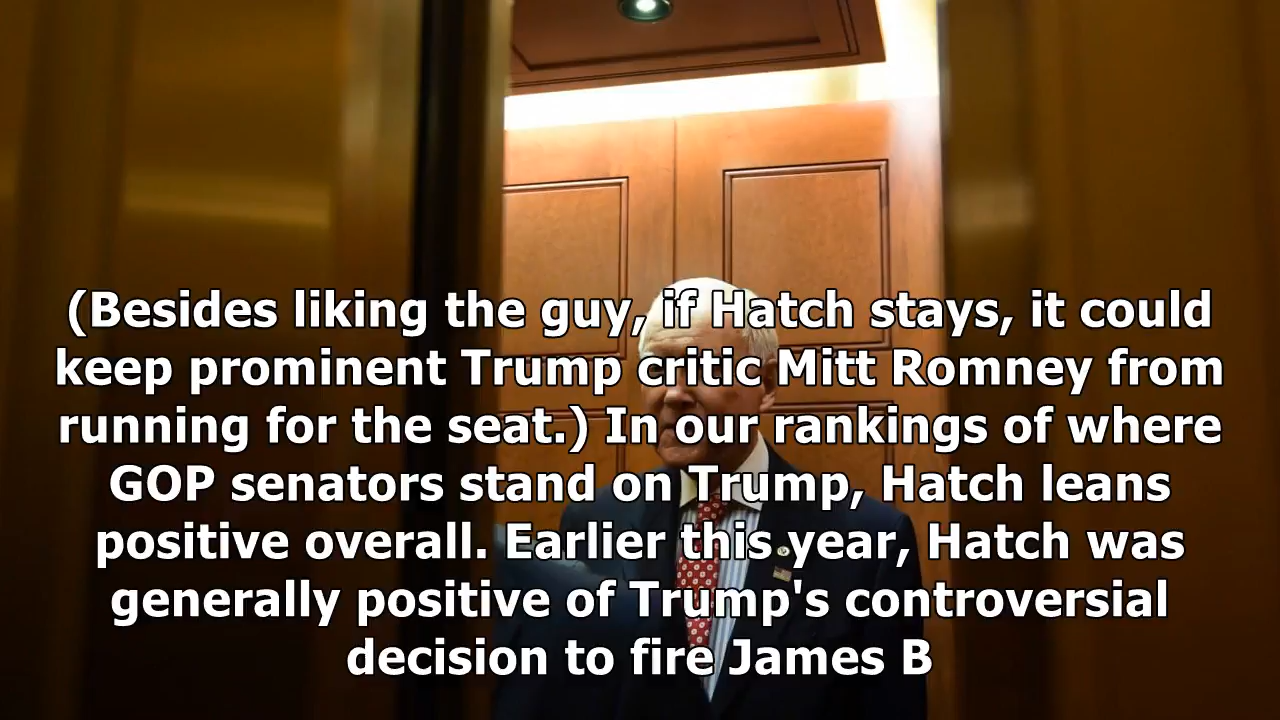 (Besides liking the guy, if Hatch stays, it could
keep prominent Trump critic Mitt Romney from
running for the seat.) In our rankings of where
GOP senators stand on Trump, Hatch leans
positive overall. Earlier this year, Hatch was
generally positive of Trump's controversial
decision to fire James B